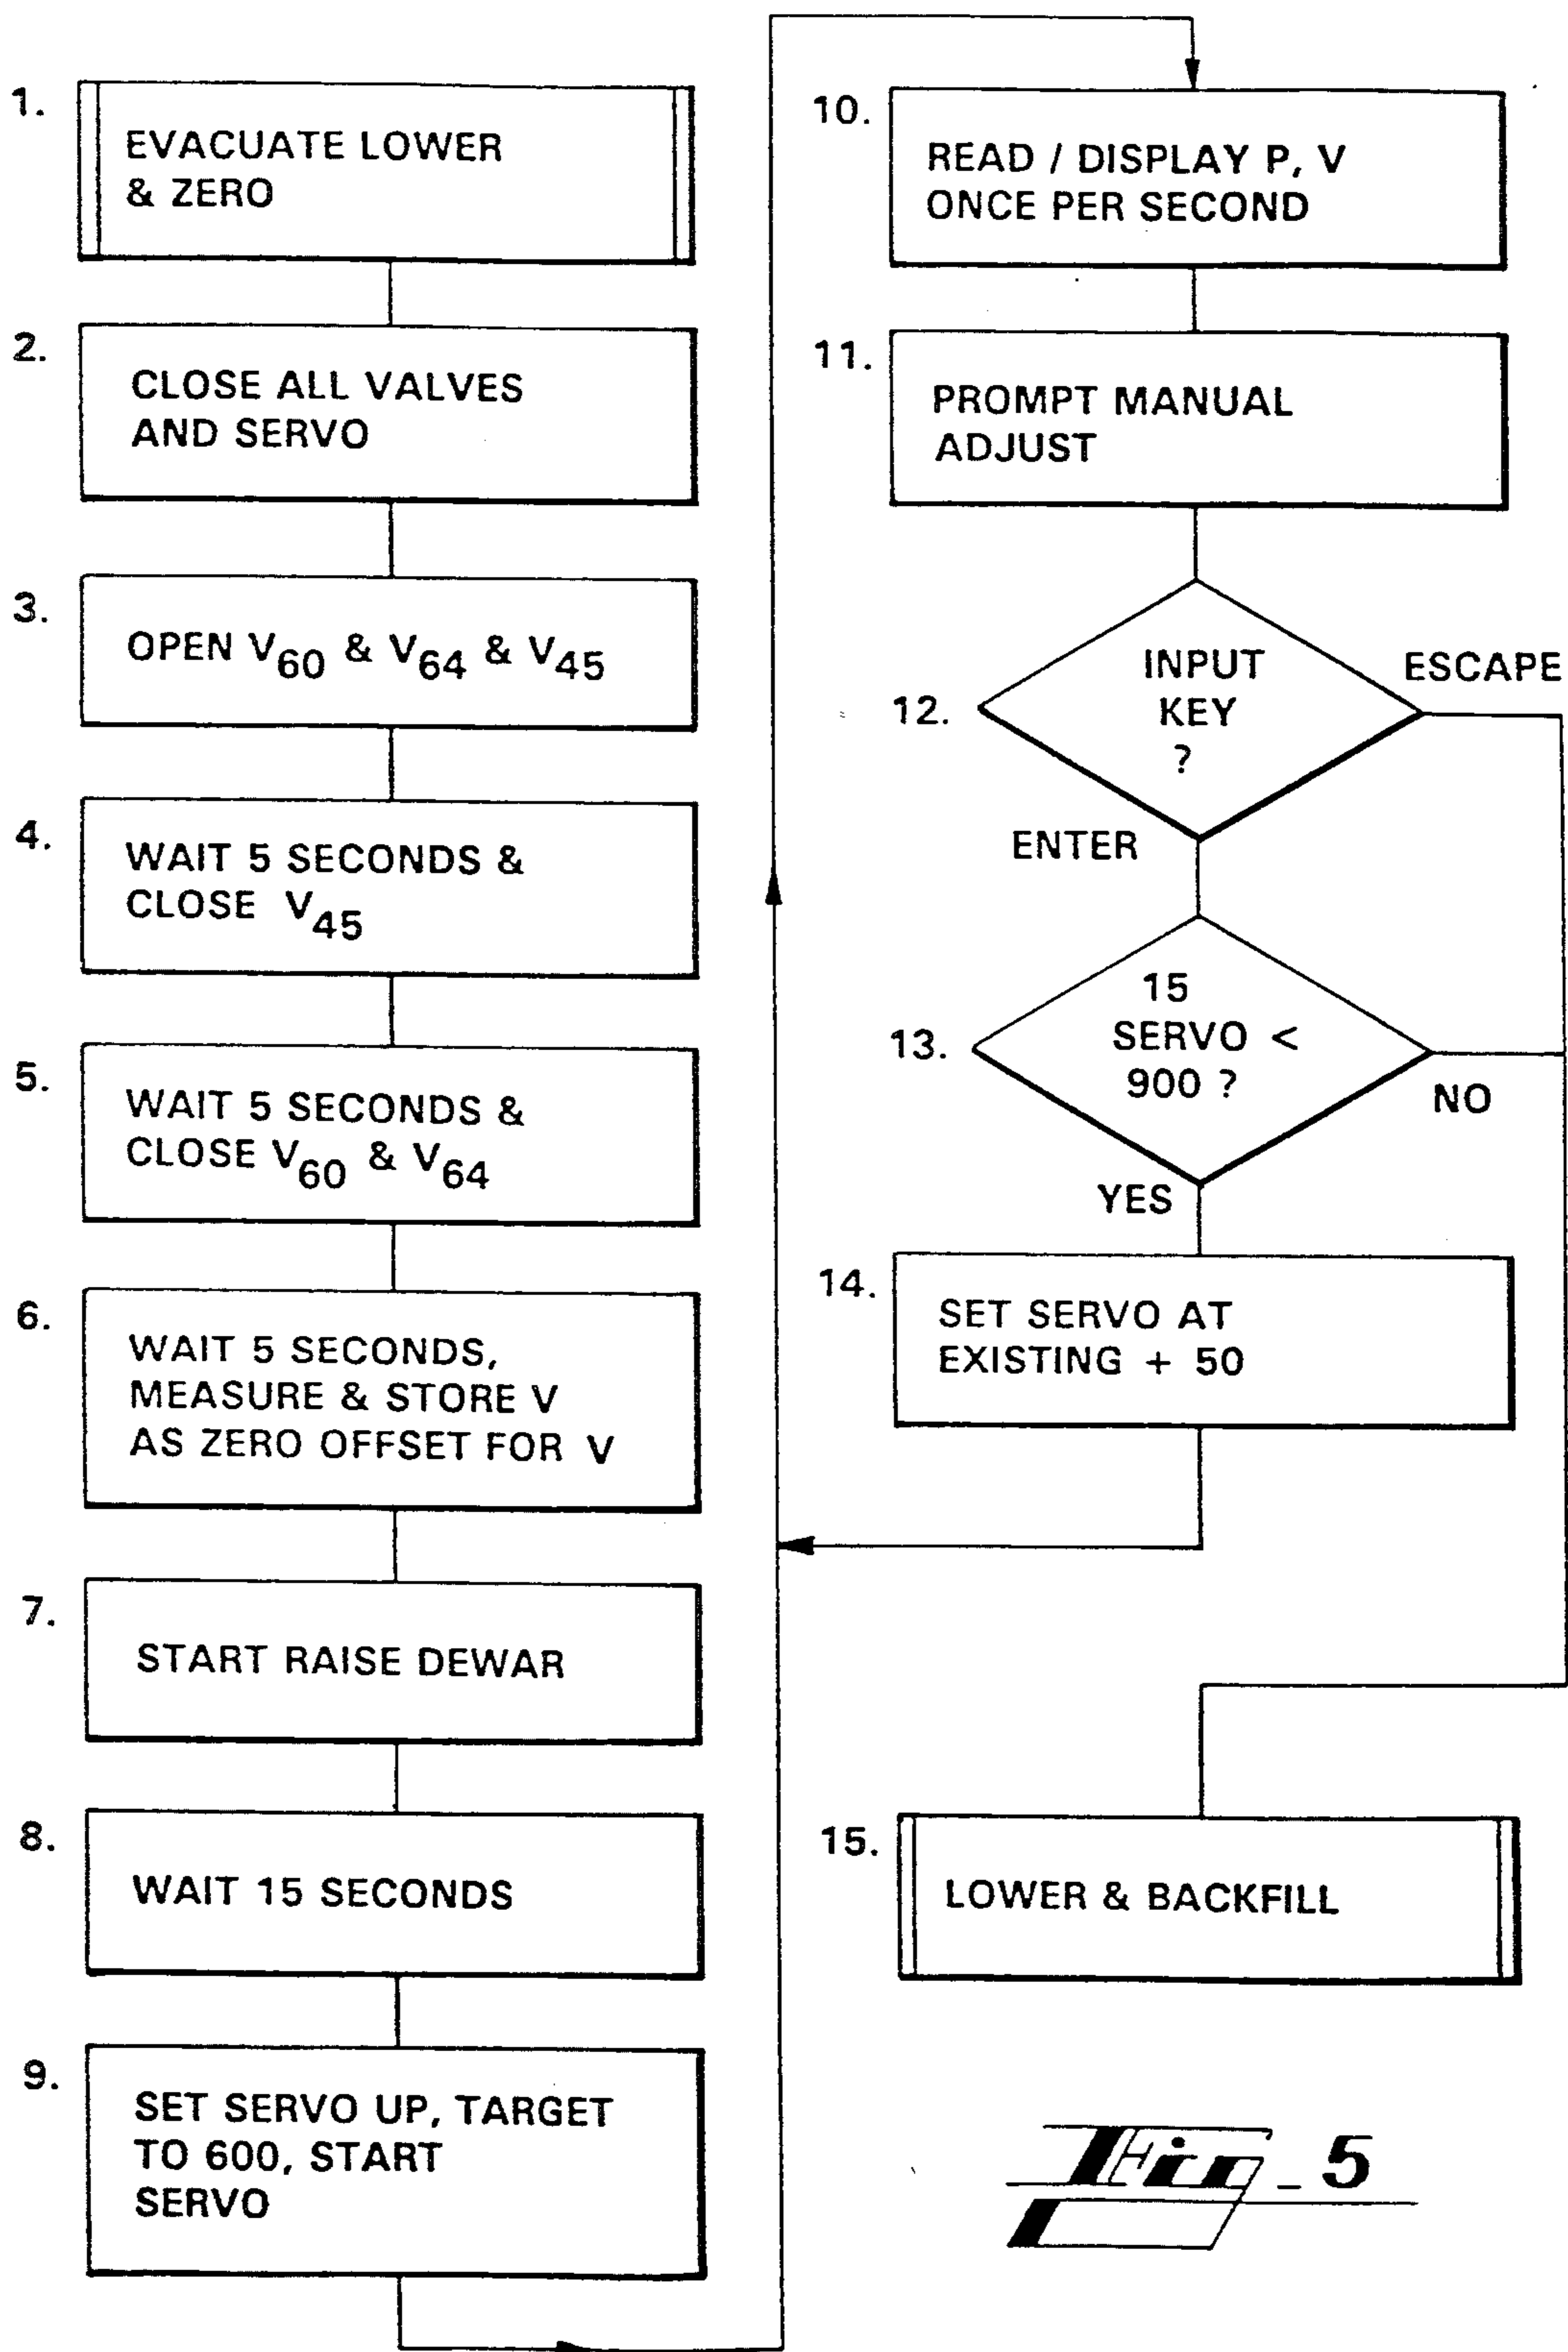 1.
EVACUATE LOWER
& ZERO
2.
CLOSE ALL VALVES
AND SERVO
3.
OPEN V60 & V64 & V45
4.
WAIT 5 SECONDS &
CLOSE V45
5.
WAIT 5 SECONDS &
CLOSE V60 & V64
6.
WAIT 5 SECONDS,
MEASURE & STORE V
AS ZERO OFFSET FOR V
7.
START RAISE DEWAR
8.
WAIT 15 SECONDS
9.
SET SERVO UP, TARGET
TO 600, START
SERVO
10.
READ / DISPLAY P, V
ONCE PER SECOND
11.
PROMPT MANUAL
ADJUST
12.
INPUT
KEY
?
ESCAPE
ENTER
13.
15
SERVO <
900 ?
NO
YES
14.
SET SERVO AT
EXISTING + 50
15.
LOWER & BACKFILL
Fig_5